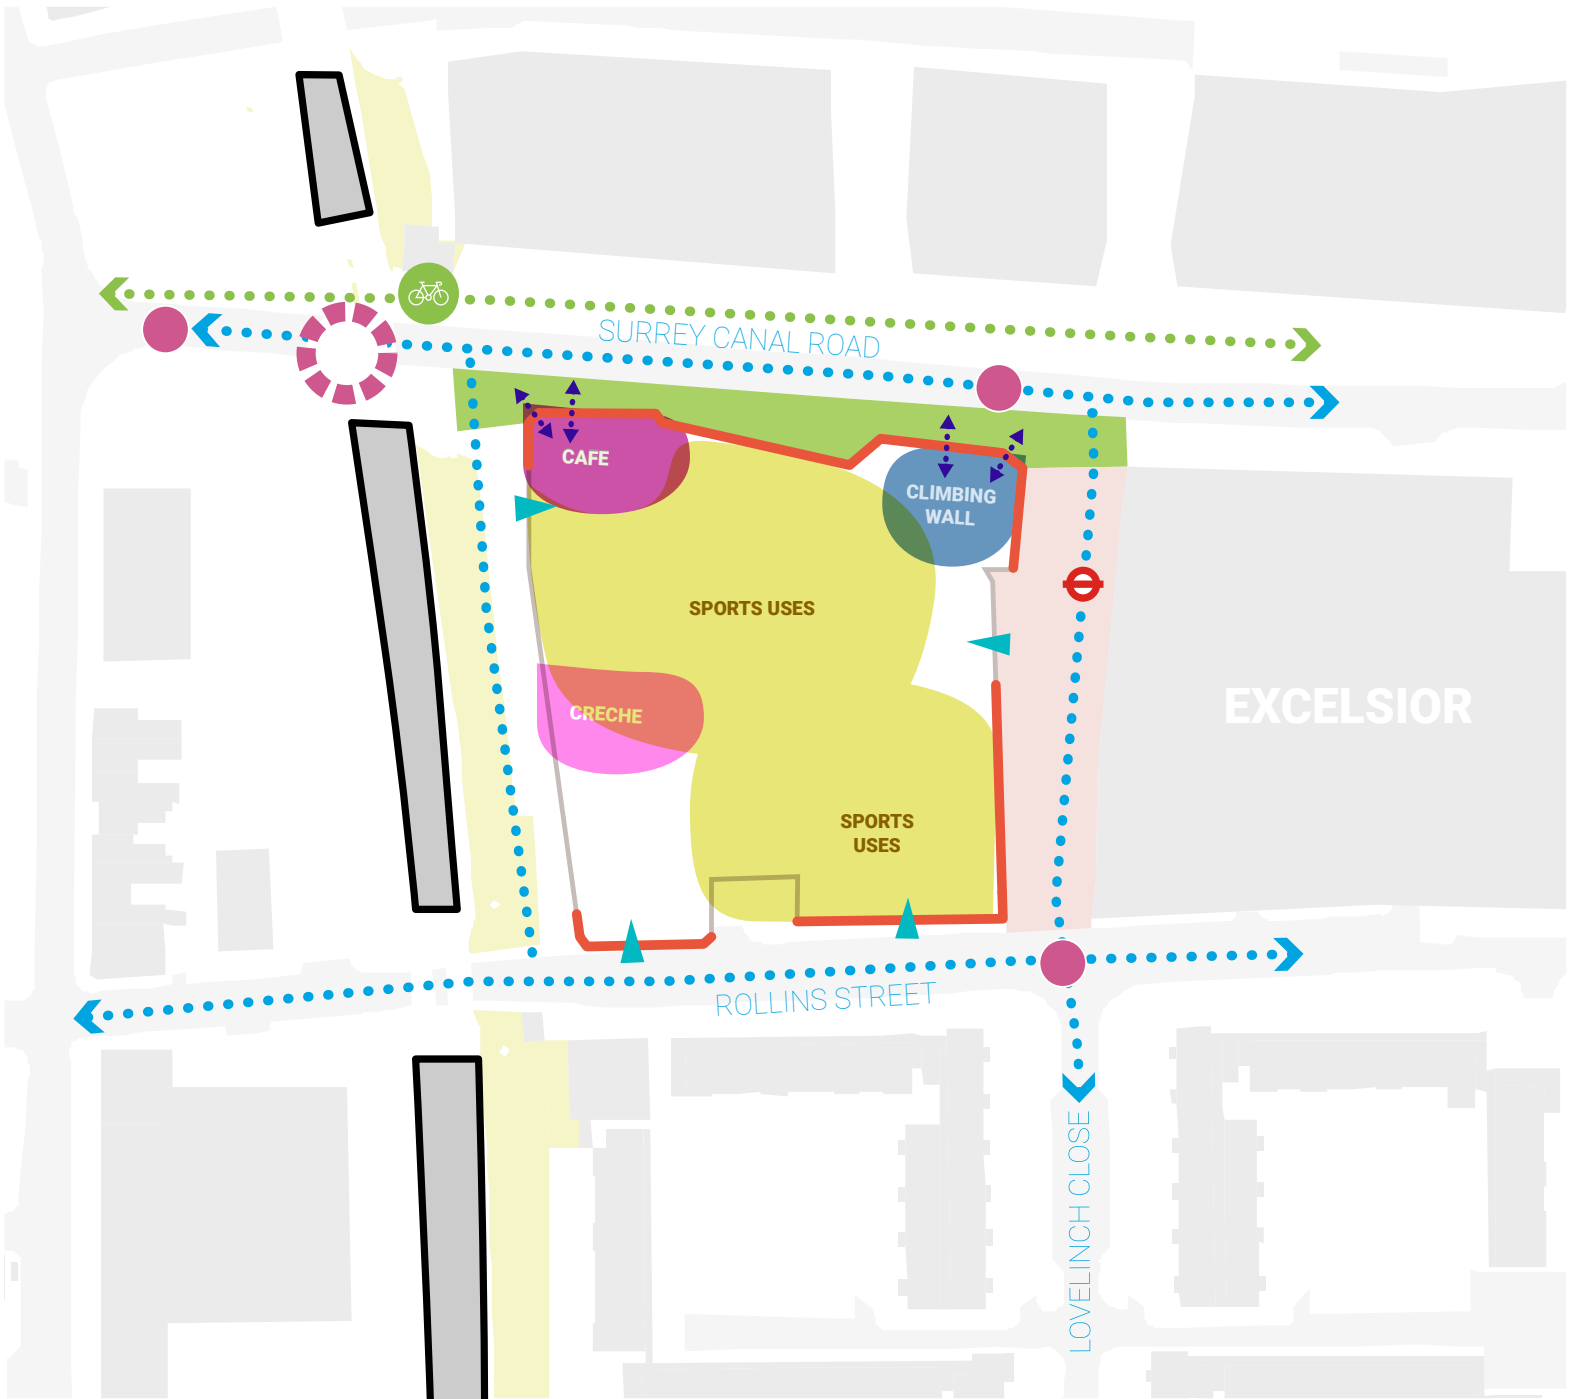 SURREY CANAL ROAD
CAFE
CLIMBING
WALL
SPORTS USES
CRECHE
EXCELSIOR
SPORTS
USES
ROLLINS STREET
LOVELINCH CLOSE